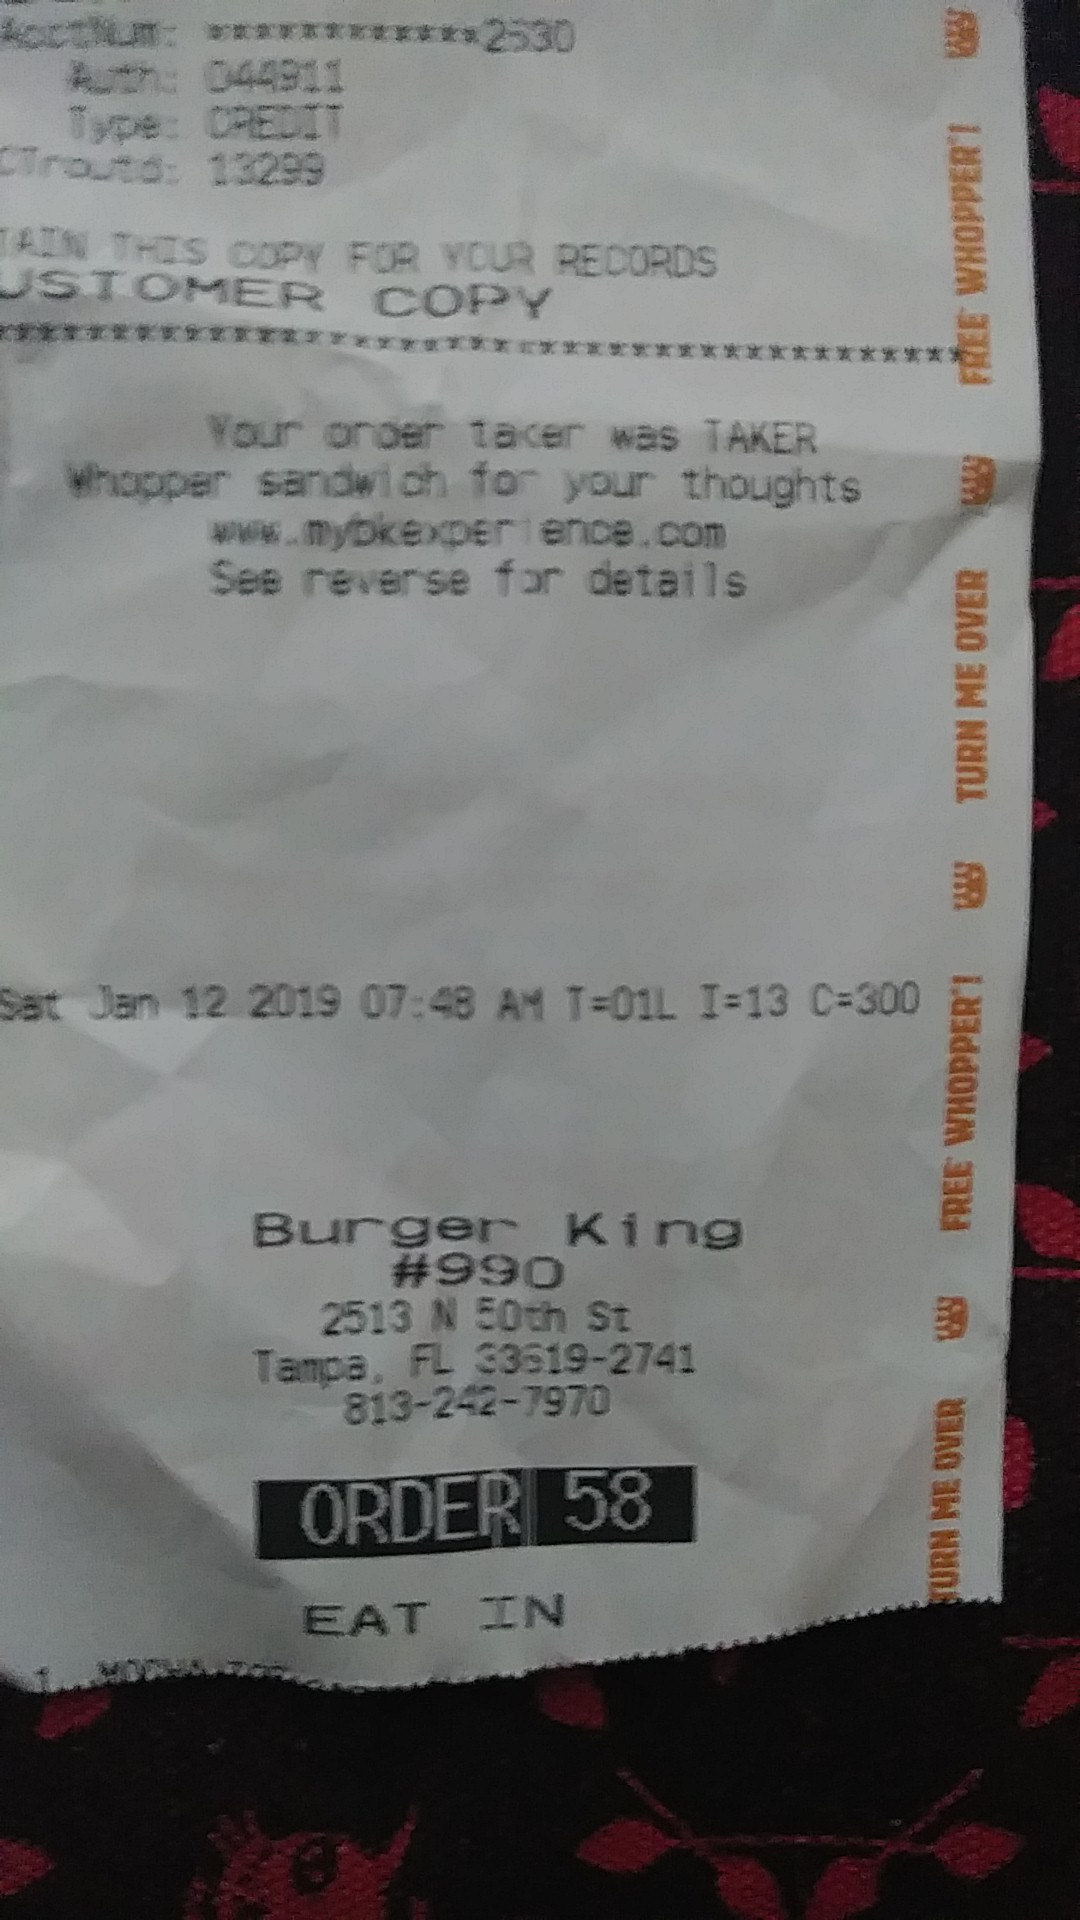 AcctNum: ************2530
Auth: 044911
Type: CREDIT
CTroutd: 13299
TAIN THIS COPY FOR YOUR RECORDS
USTOMER COPY
Your order taker was TAKER
Whopper sandwich for your thoughts
www.mybkexperience.com
See reverse for details
Sat Jan 12 2019 07:48 AM T=01L I=13 C=300
Burger King
#990
2513 N 50th St
Tampa, FL 33619-2741
813-242-7970
ORDER 58
EAT IN
FREE WHOPPER!
TURN ME OVER
FREE WHOPPER!
TURN ME OVER